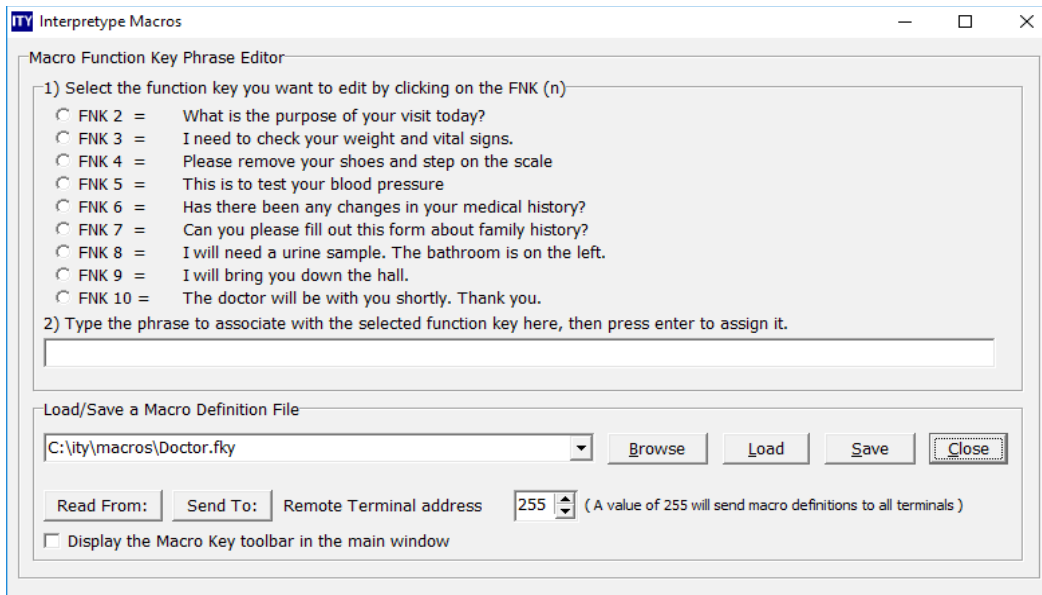 ITY Interpretype Macros
Macro Function Key Phrase Editor
1) Select the function key you want to edit by clicking on the FNK (n)
FNK 2 = What is the purpose of your visit today?
FNK 3 = I need to check your weight and vital signs.
FNK 4 = Please remove your shoes and step on the scale
FNK 5 = This is to test your blood pressure
FNK 6 = Has there been any changes in your medical history?
FNK 7 = Can you please fill out this form about family history?
FNK 8 = I will need a urine sample. The bathroom is on the left.
FNK 9 = I will bring you down the hall.
FNK 10 = The doctor will be with you shortly. Thank you.
2) Type the phrase to associate with the selected function key here, then press enter to assign it.
Load/Save a Macro Definition File
C:\ity\macros\Doctor.fky Browse Load Save Close
Read From: Send To: Remote Terminal address 255 ( A value of 255 will send macro definitions to all terminals )
Display the Macro Key toolbar in the main window